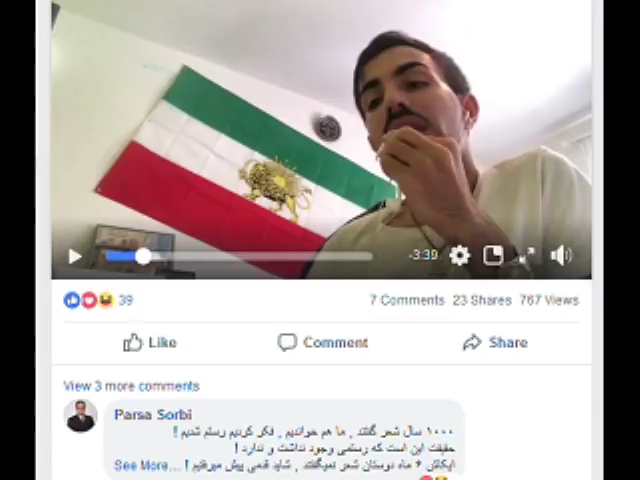 -3:39
39
7 Comments 23 Shares 767 Views
Like Comment Share
View 3 more comments
Parsa Sorbi
۱۰۰۰ سال شعر گفتند , ما هم خواندیم , فکر کردیم رستم شدیم !
حقیقت این است که رستمی وجود نداشت و ندارد !
ایکاش ۶ ماه دوستان شعر نمیگفتند , شاید قدمی پیش میرفتیم ! See More...